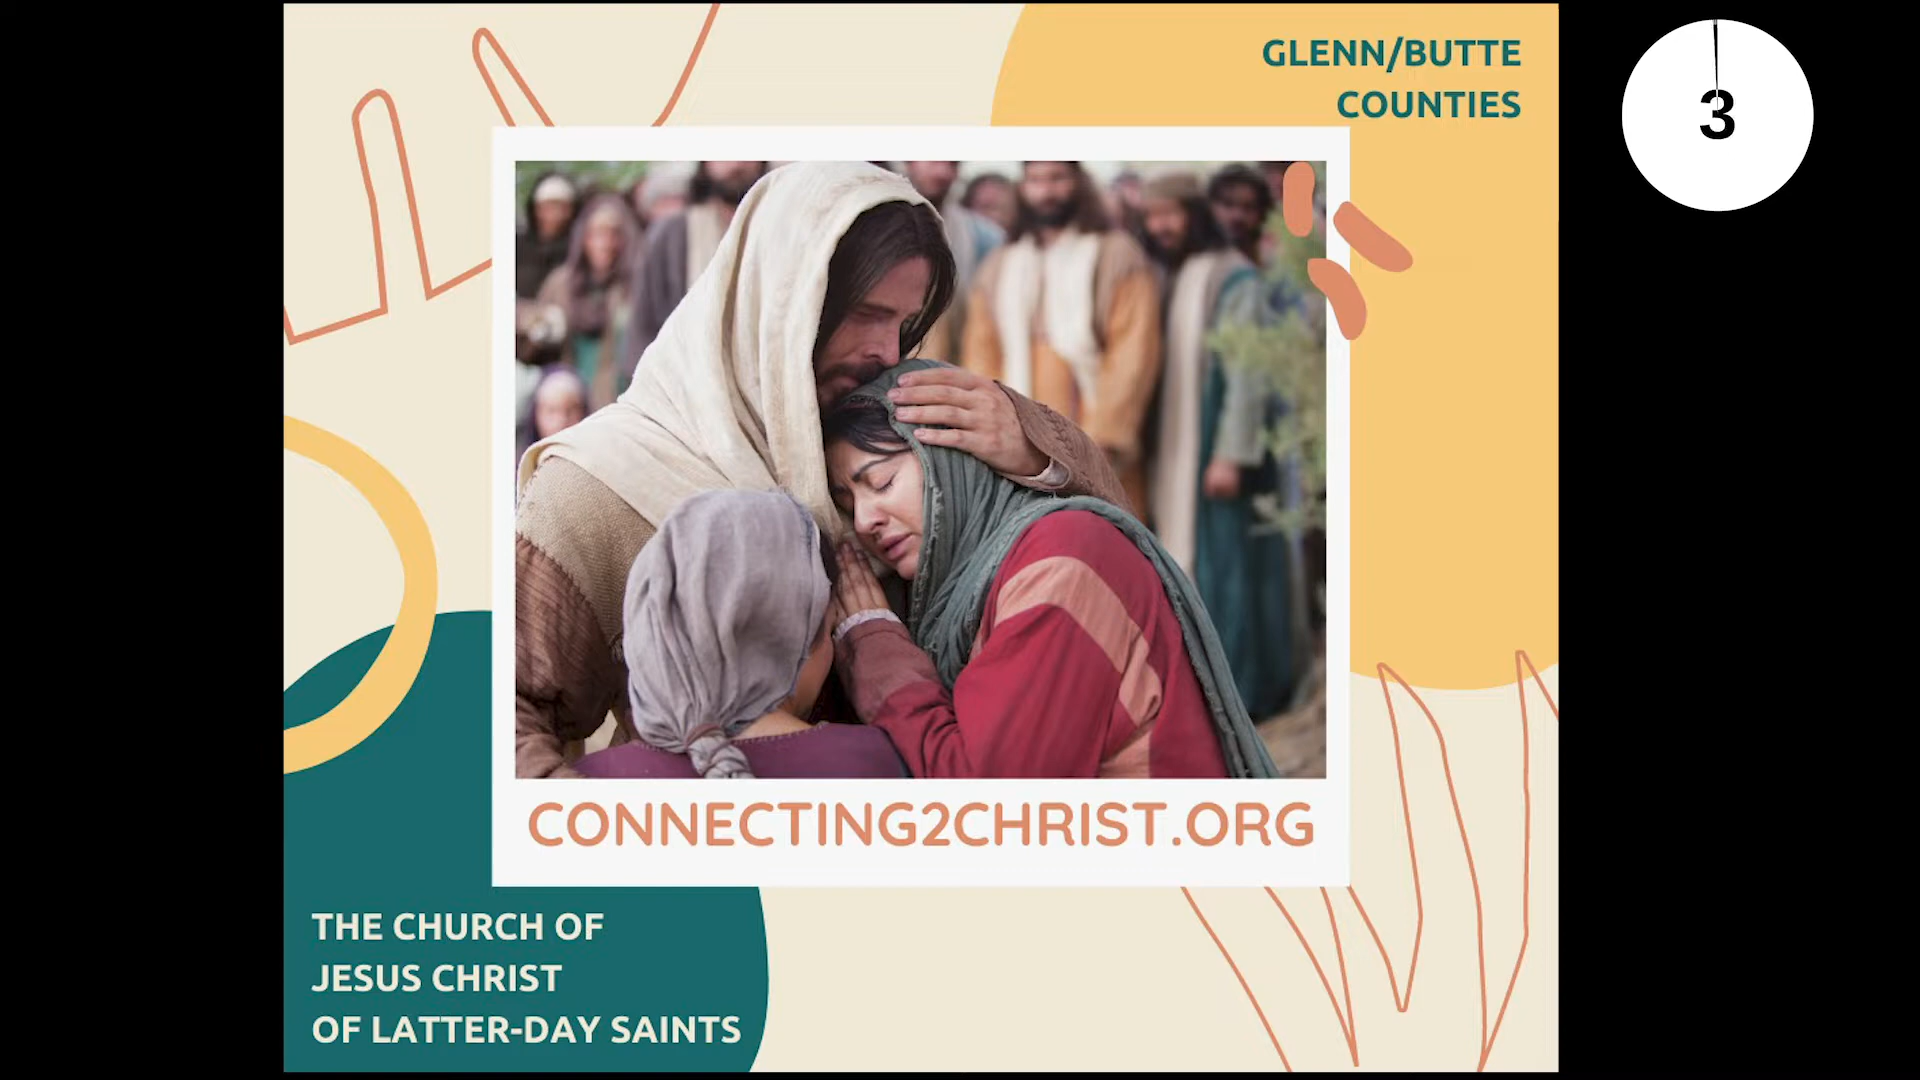 GLENN/BUTTE
COUNTIES
3
CONNECTING2CHRIST.ORG
THE CHURCH OF
JESUS CHRIST
OF LATTER-DAY SAINTS